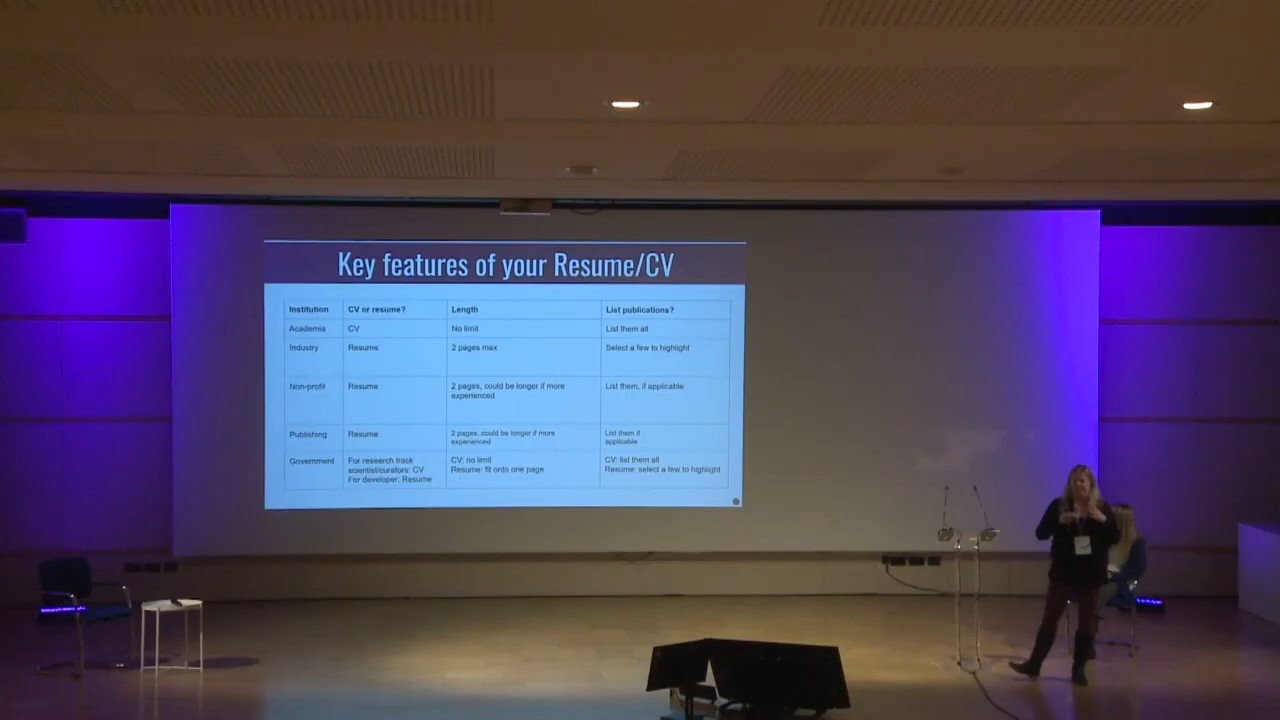 Key features of your Resume/CV
Institution CV or resume? Length List publications?
Academia CV No limit List them all
Industry Resume 2 pages max Select a few to highlight
Non-profit Resume 2 pages, could be longer if more experienced List them, if applicable
Publishing Resume 2 pages, could be longer if more experienced List them if applicable
Government For research track scientist/curators: CV CV: no limit CV: list them all
For developer: Resume Resume: fit onto one page Resume: select a few to highlight